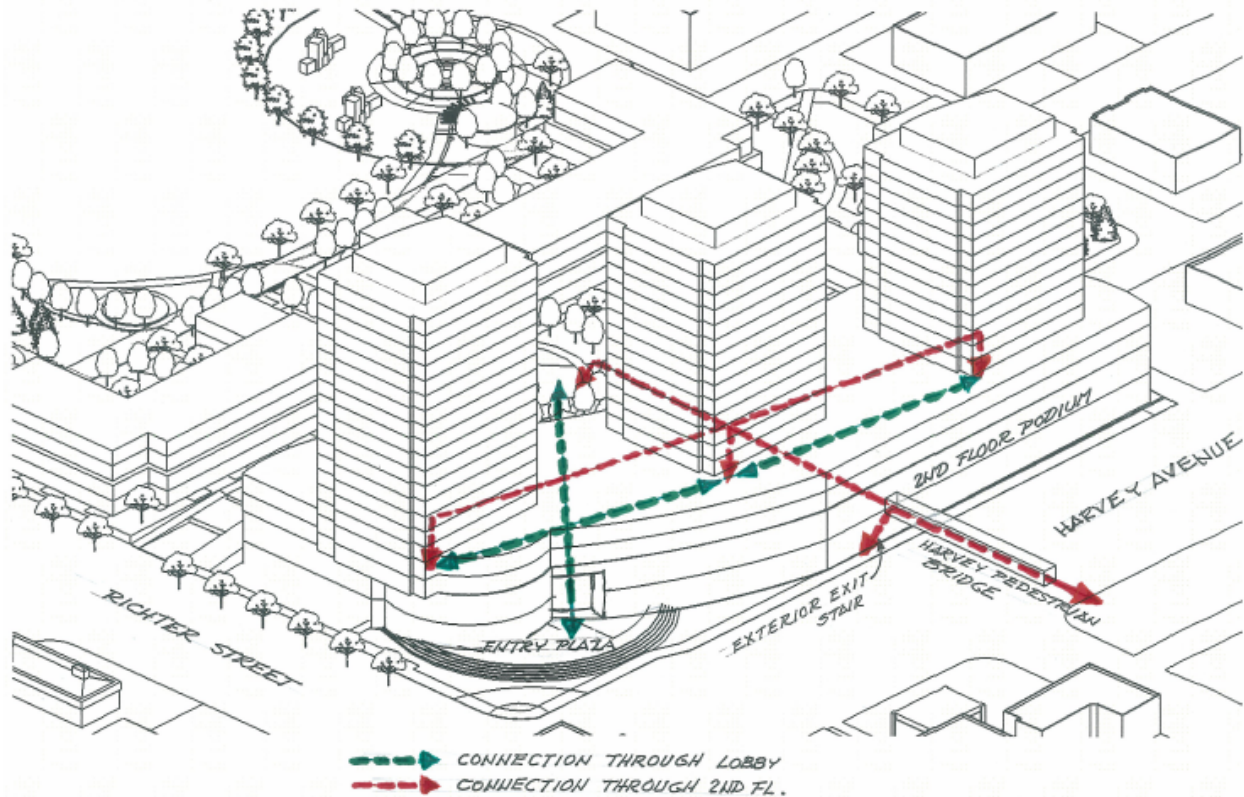 2ND FLOOR PODIUM
HARVEY AVENUE
HARVEY PEDESTRIAN
BRIDGE
EXTERIOR EXIT
STAIR
ENTRY PLAZA
RICHTER STREET
CONNECTION THROUGH LOBBY
CONNECTION THROUGH 2ND FL.